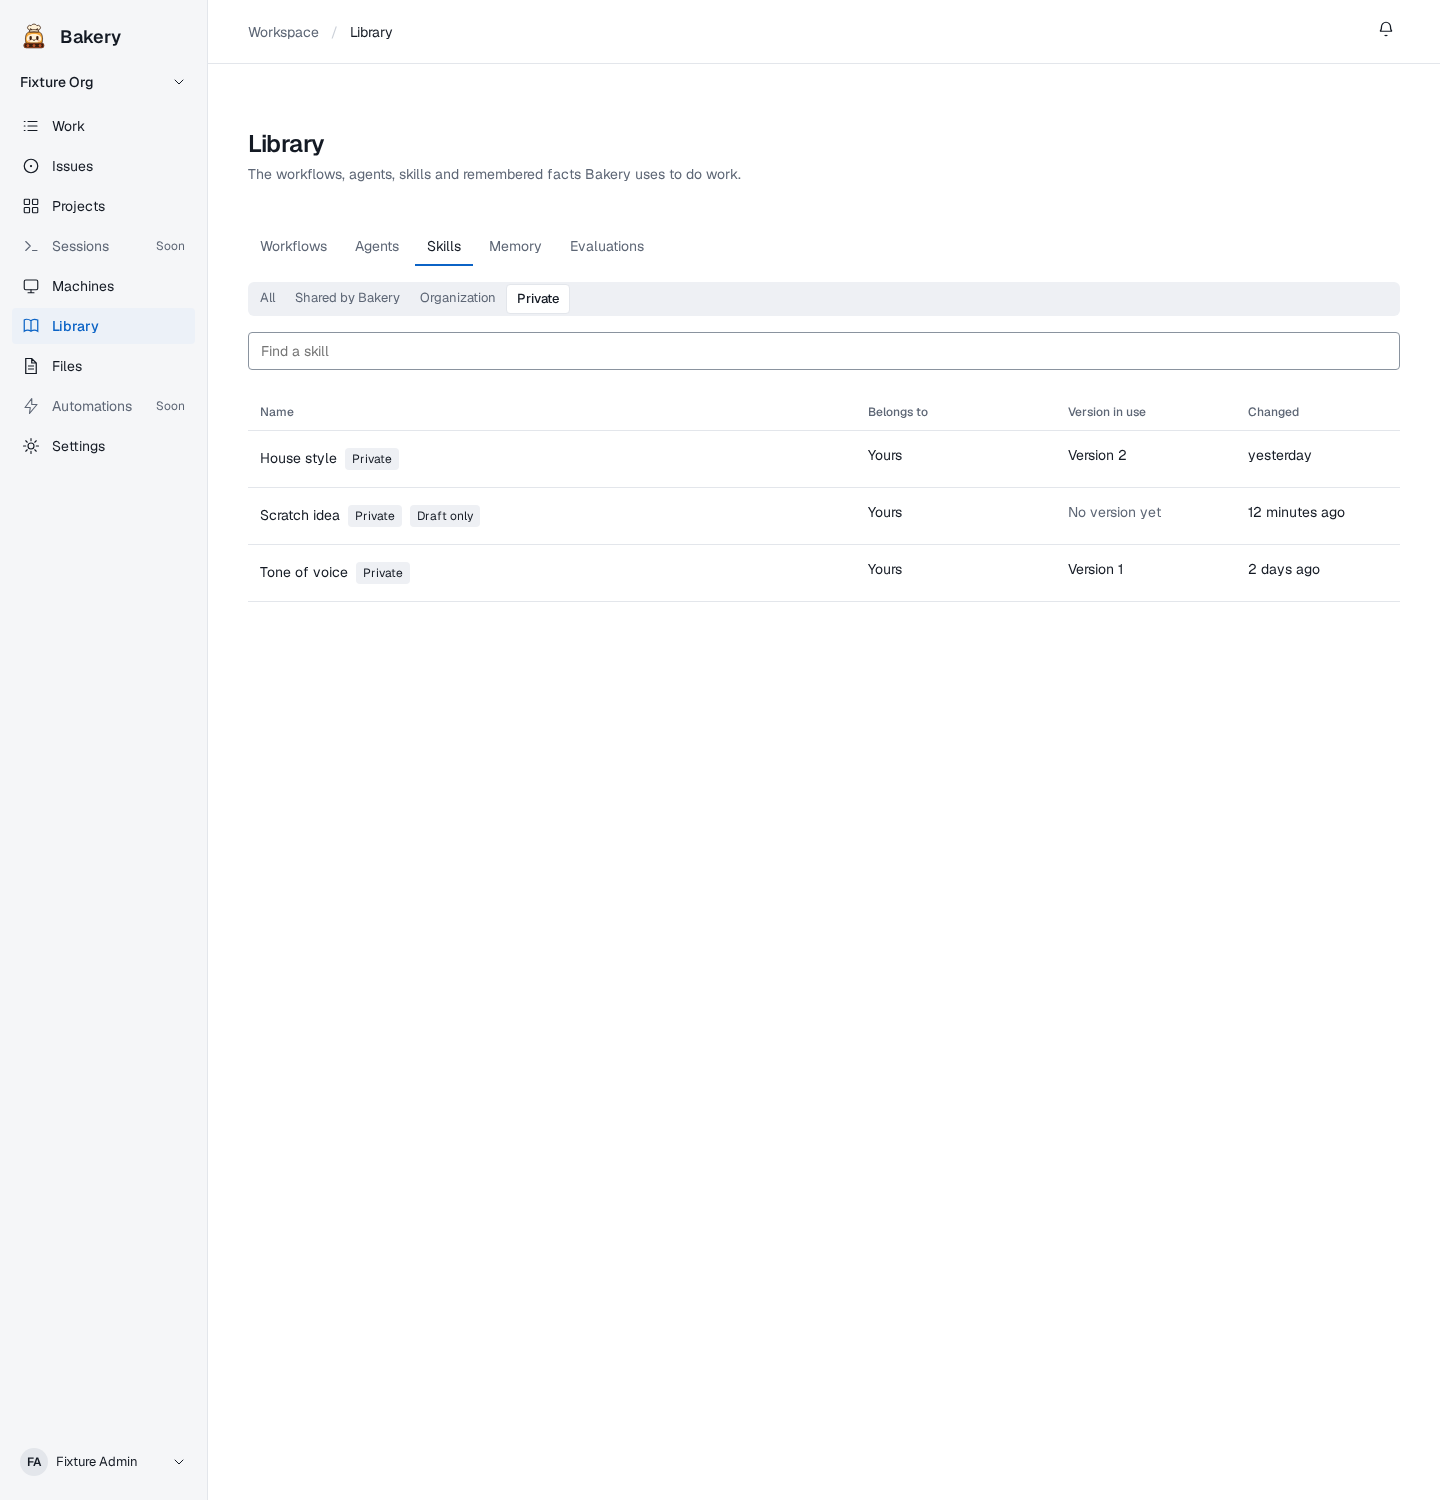 Bakery
Fixture Org
Work
Issues
Projects
Sessions Soon
Machines
Library
Files
Automations Soon
Settings
FA Fixture Admin
Workspace / Library
Library
The workflows, agents, skills and remembered facts Bakery uses to do work.
Workflows Agents Skills Memory Evaluations
All Shared by Bakery Organization Private
Find a skill
Name Belongs to Version in use Changed
House style Private Yours Version 2 yesterday
Scratch idea Private Draft only Yours No version yet 12 minutes ago
Tone of voice Private Yours Version 1 2 days ago